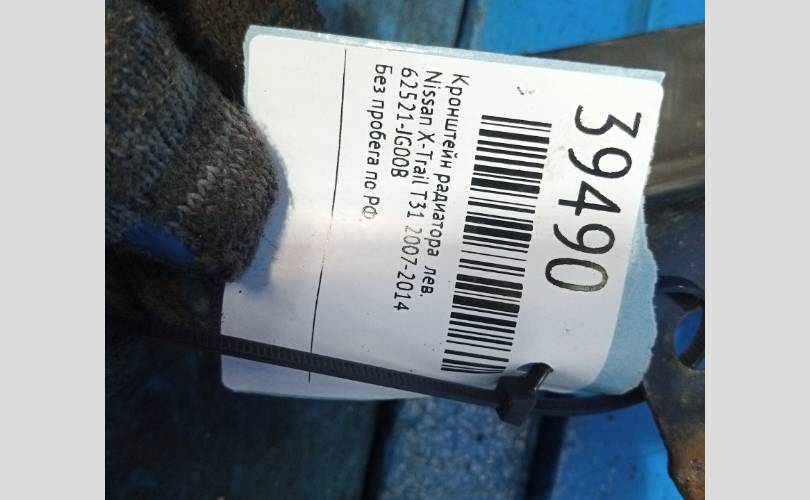 39490
Кронштейн радиатора лев.
Nissan X-Trail T31 2007-2014
62521-JG00B
Без пробега по РФ.